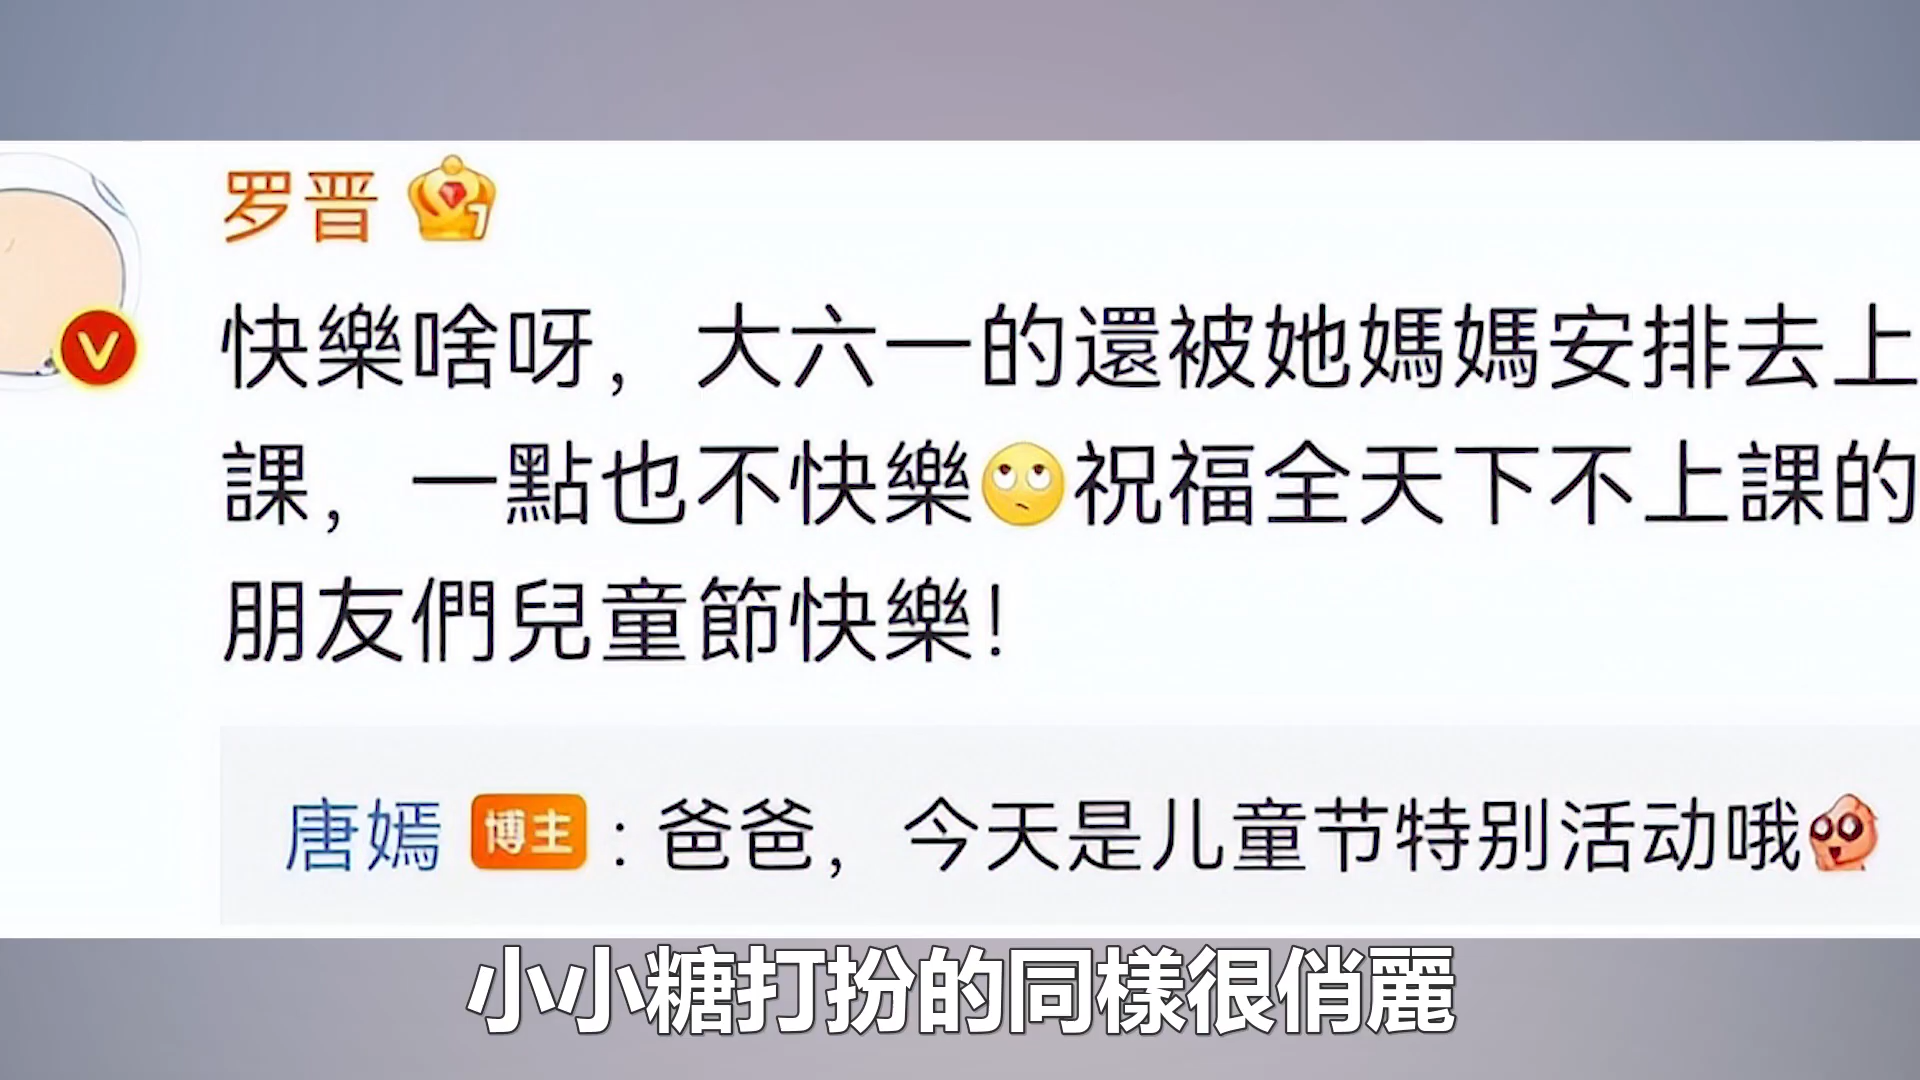 罗晋
快樂啥呀，大六一的還被她媽媽安排去上
課，一點也不快樂🙄祝福全天下不上課的
朋友們兒童節快樂！
唐嫣 博主：爸爸，今天是儿童节特别活动哦
小小糖打扮的同樣很俏麗